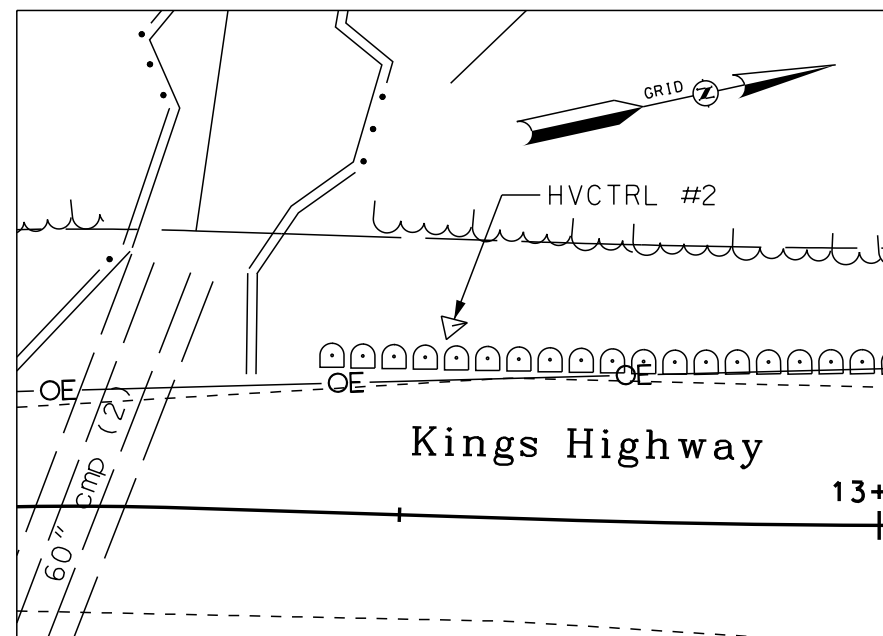 GRID Z
HVCTRL #2
OE OE OE
Kings Highway
60" cmp (2)
13+